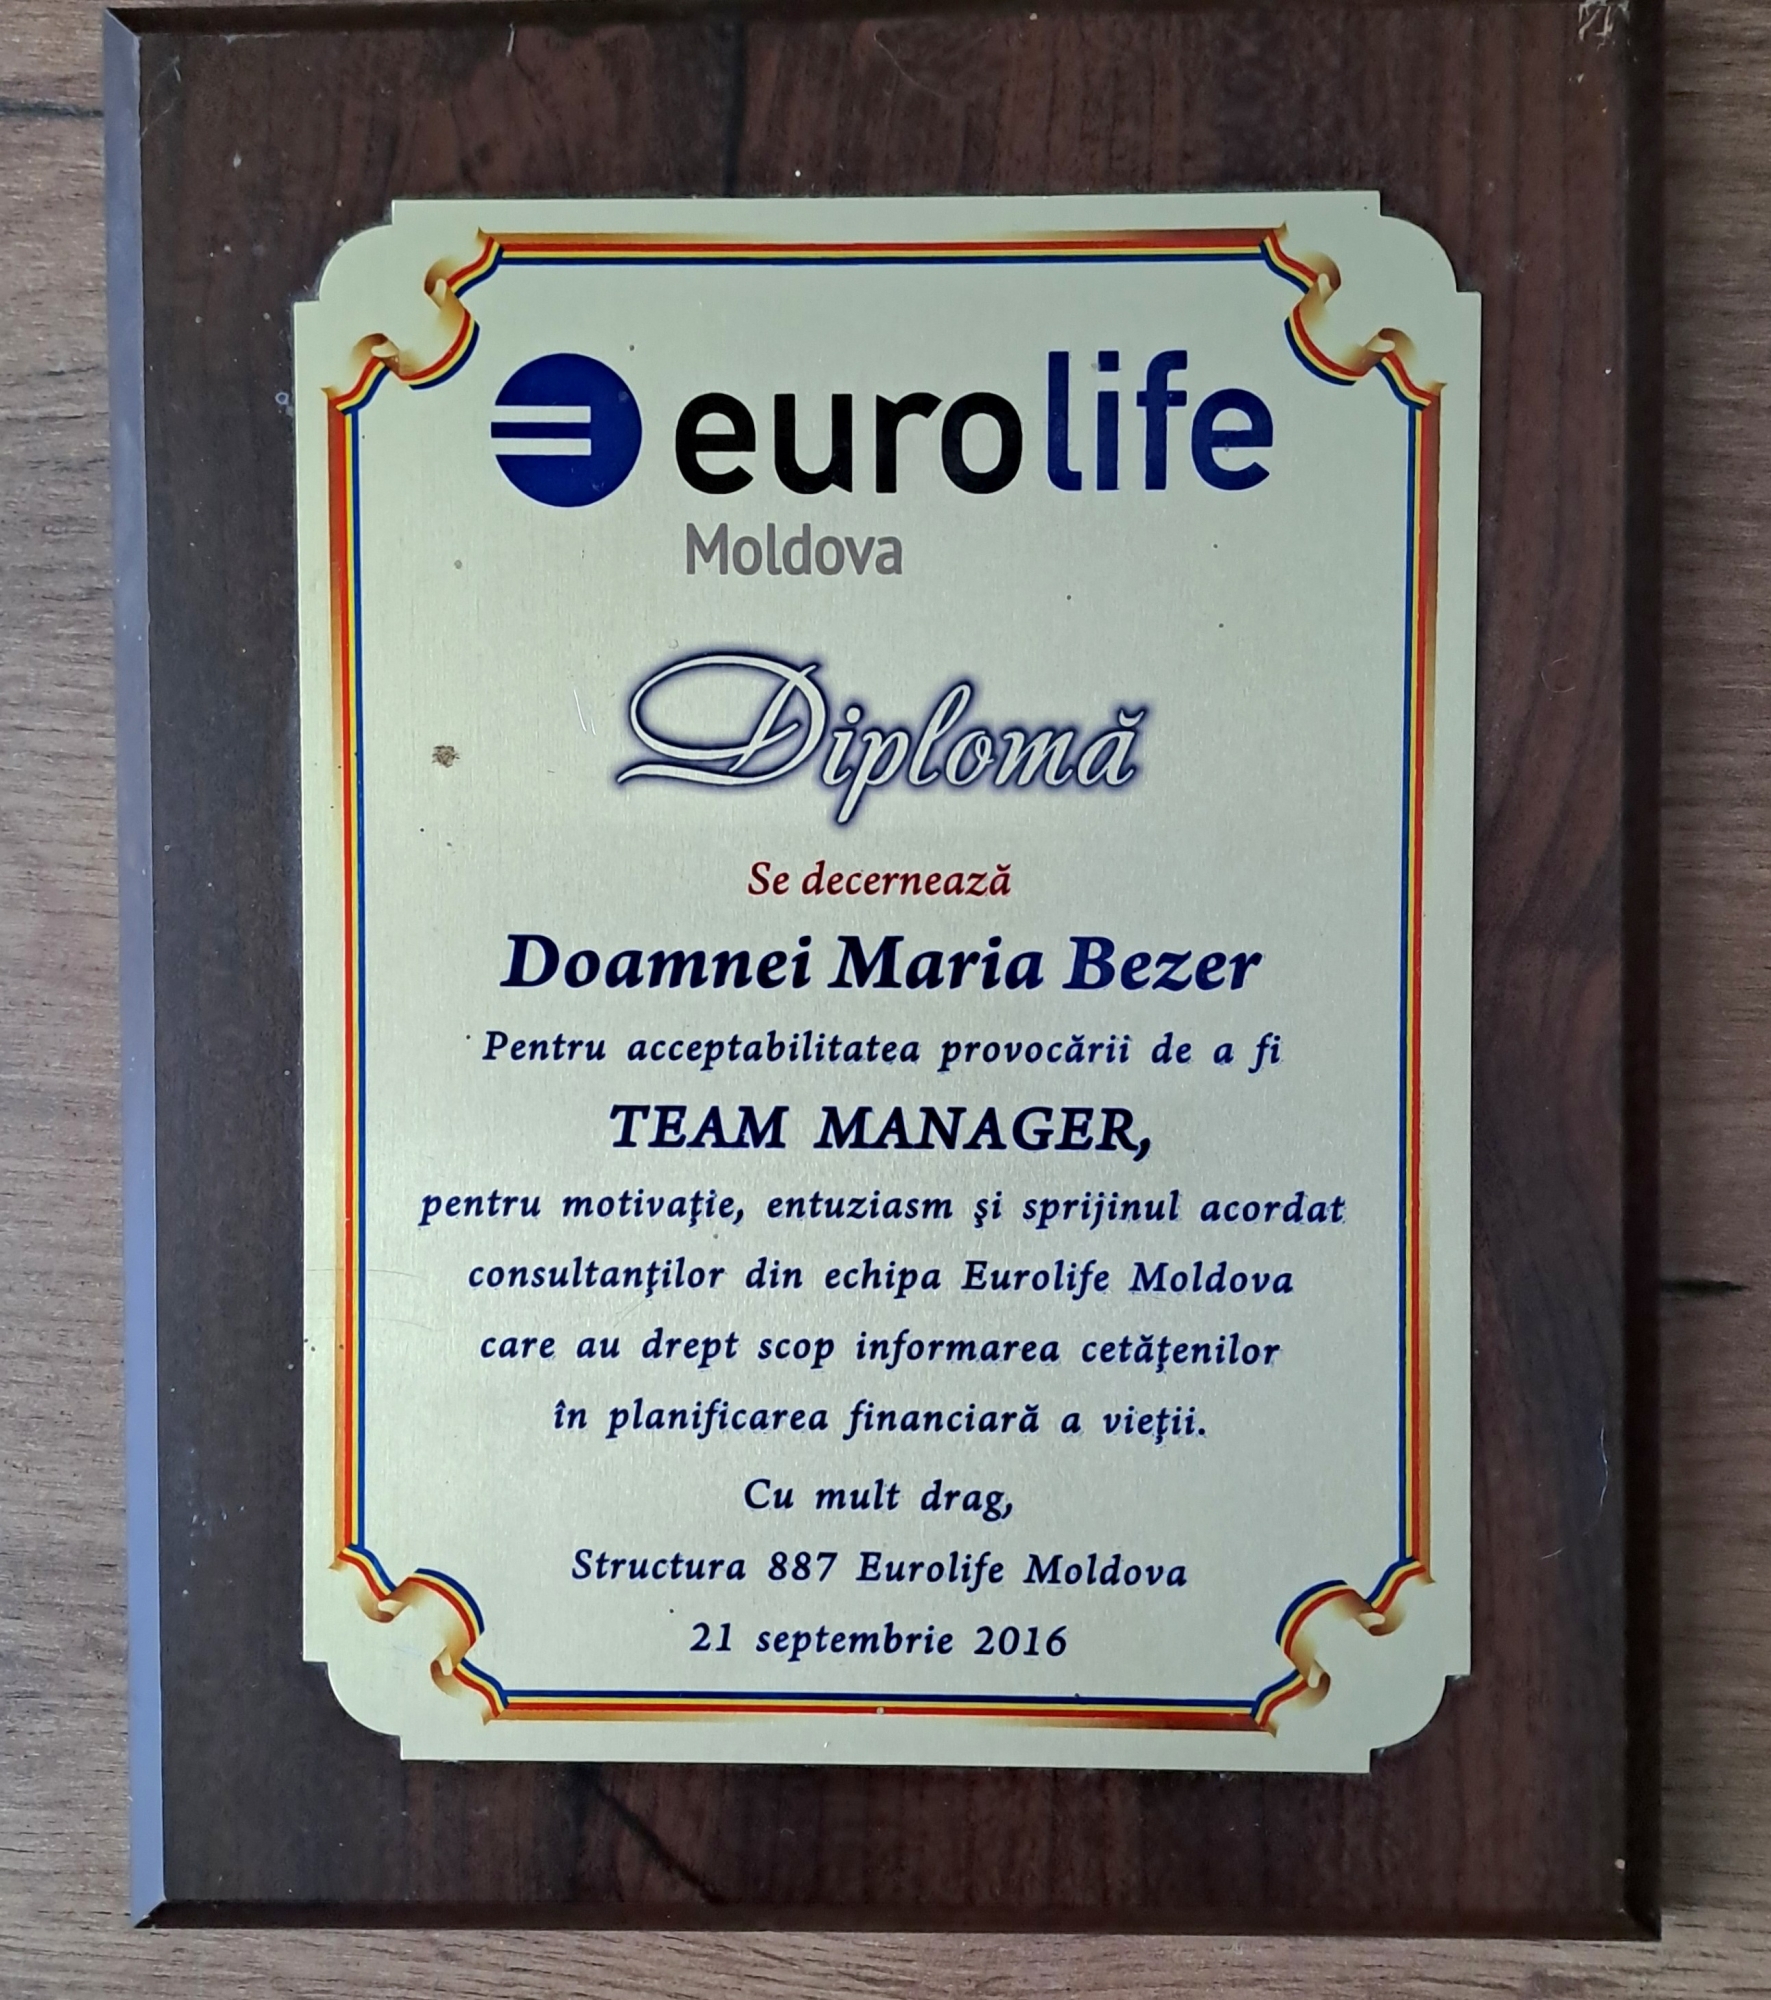 eurolife
Moldova
Diplomă
Se decernează
Doamnei Maria Bezer
Pentru acceptabilitatea provocării de a fi
TEAM MANAGER,
pentru motivaţie, entuziasm şi sprijinul acordat
consultanţilor din echipa Eurolife Moldova
care au drept scop informarea cetăţenilor
în planificarea financiară a vieţii.
Cu mult drag,
Structura 887 Eurolife Moldova
21 septembrie 2016